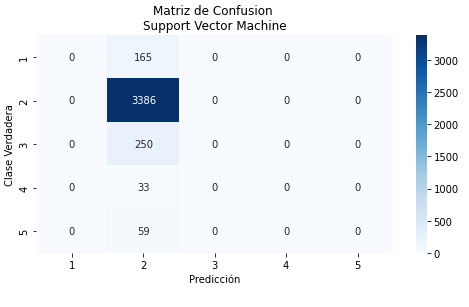 Matriz de Confusion
Support Vector Machine
Clase Verdadera
1 0 165 0 0 0
2 0 3386 0 0 0
3 0 250 0 0 0
4 0 33 0 0 0
5 0 59 0 0 0
1 2 3 4 5
Predicción
3000
2500
2000
1500
1000
500
0